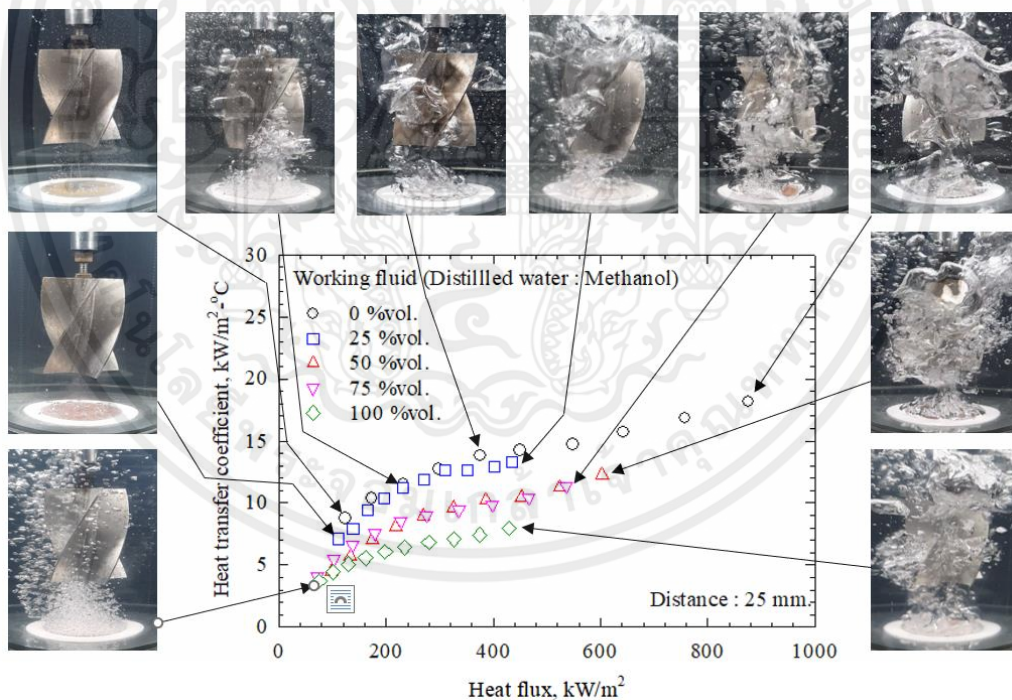 30
25
20
15
10
5
0
Heat transfer coefficient, kW/m²-°C
Working fluid (Distillled water : Methanol)
0 %vol.
25 %vol.
50 %vol.
75 %vol.
100 %vol.
Distance : 25 mm.
0 200 400 600 800 1000
Heat flux, kW/m²